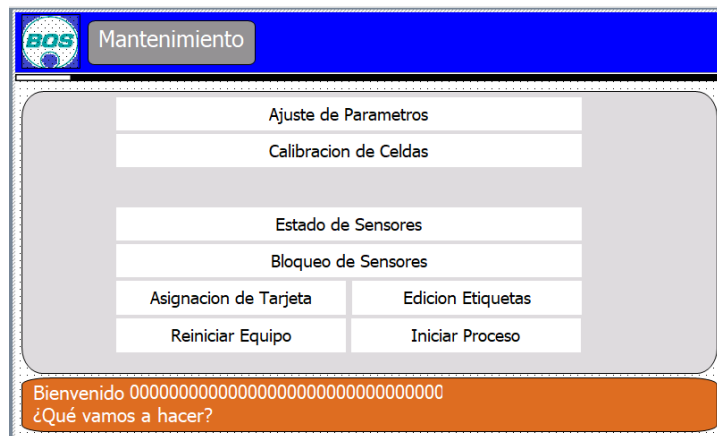 BOS
Mantenimiento
Ajuste de Parametros
Calibracion de Celdas
Estado de Sensores
Bloqueo de Sensores
Asignacion de Tarjeta Edicion Etiquetas
Reiniciar Equipo Iniciar Proceso
Bienvenido 00000000000000000000000000000000000
¿Qué vamos a hacer?